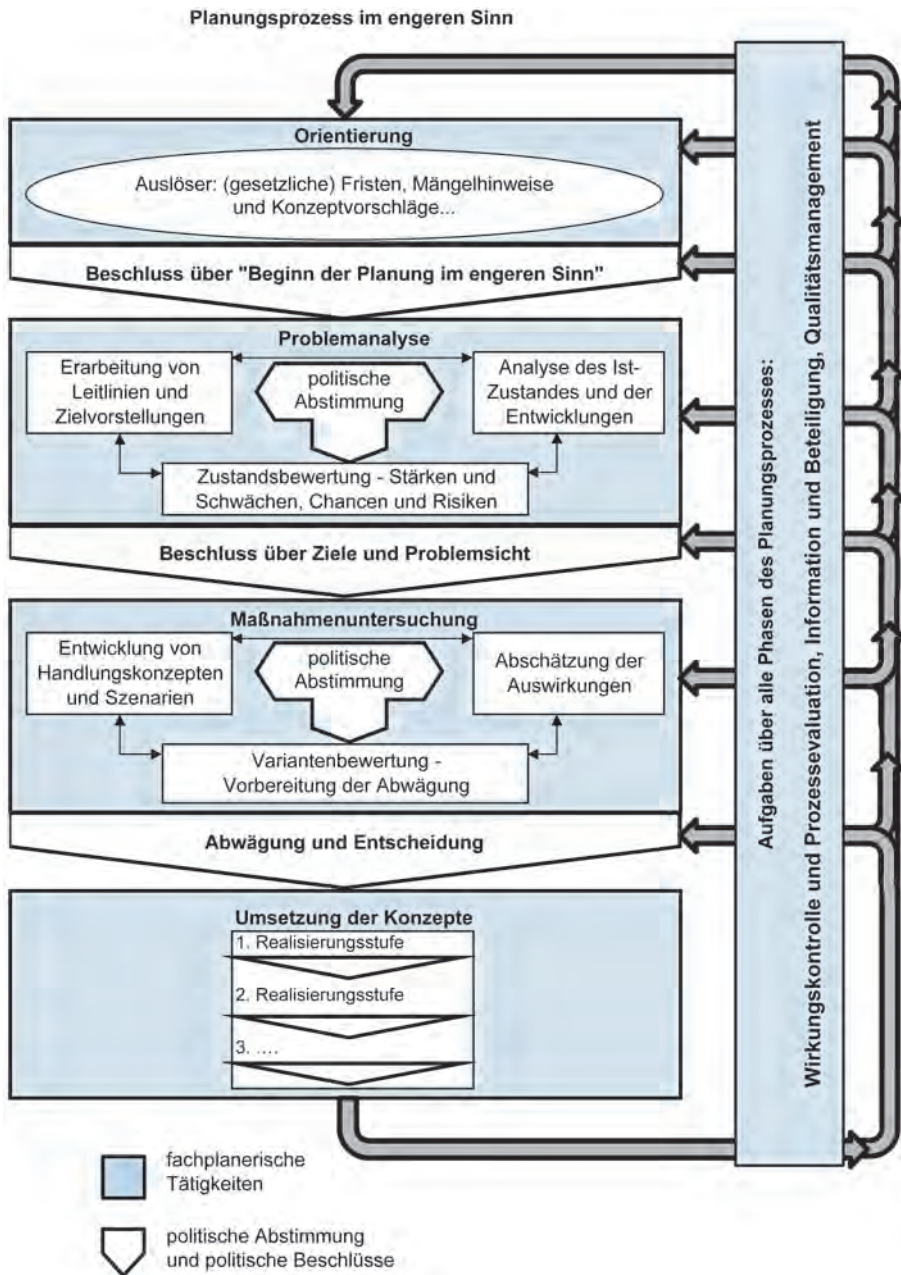 Planungsprozess im engeren Sinn
Orientierung
Auslöser: (gesetzliche) Fristen, Mängelhinweise
und Konzeptvorschläge...
Beschluss über "Beginn der Planung im engeren Sinn"
Problemanalyse
Erarbeitung von
Leitlinien und
Zielvorstellungen
politische
Abstimmung
Analyse des Ist-
Zustandes und der
Entwicklungen
Zustandsbewertung - Stärken und
Schwächen, Chancen und Risiken
Beschluss über Ziele und Problemsicht
Maßnahmenuntersuchung
Entwicklung von
Handlungskonzepten
und Szenarien
politische
Abstimmung
Abschätzung der
Auswirkungen
Variantenbewertung -
Vorbereitung der Abwägung
Abwägung und Entscheidung
Umsetzung der Konzepte
1. Realisierungsstufe
2. Realisierungsstufe
3. ....
Aufgaben über alle Phasen des Planungsprozesses:
Wirkungskontrolle und Prozessevaluation, Information und Beteiligung, Qualitätsmanagement
fachplanerische
Tätigkeiten
politische Abstimmung
und politische Beschlüsse